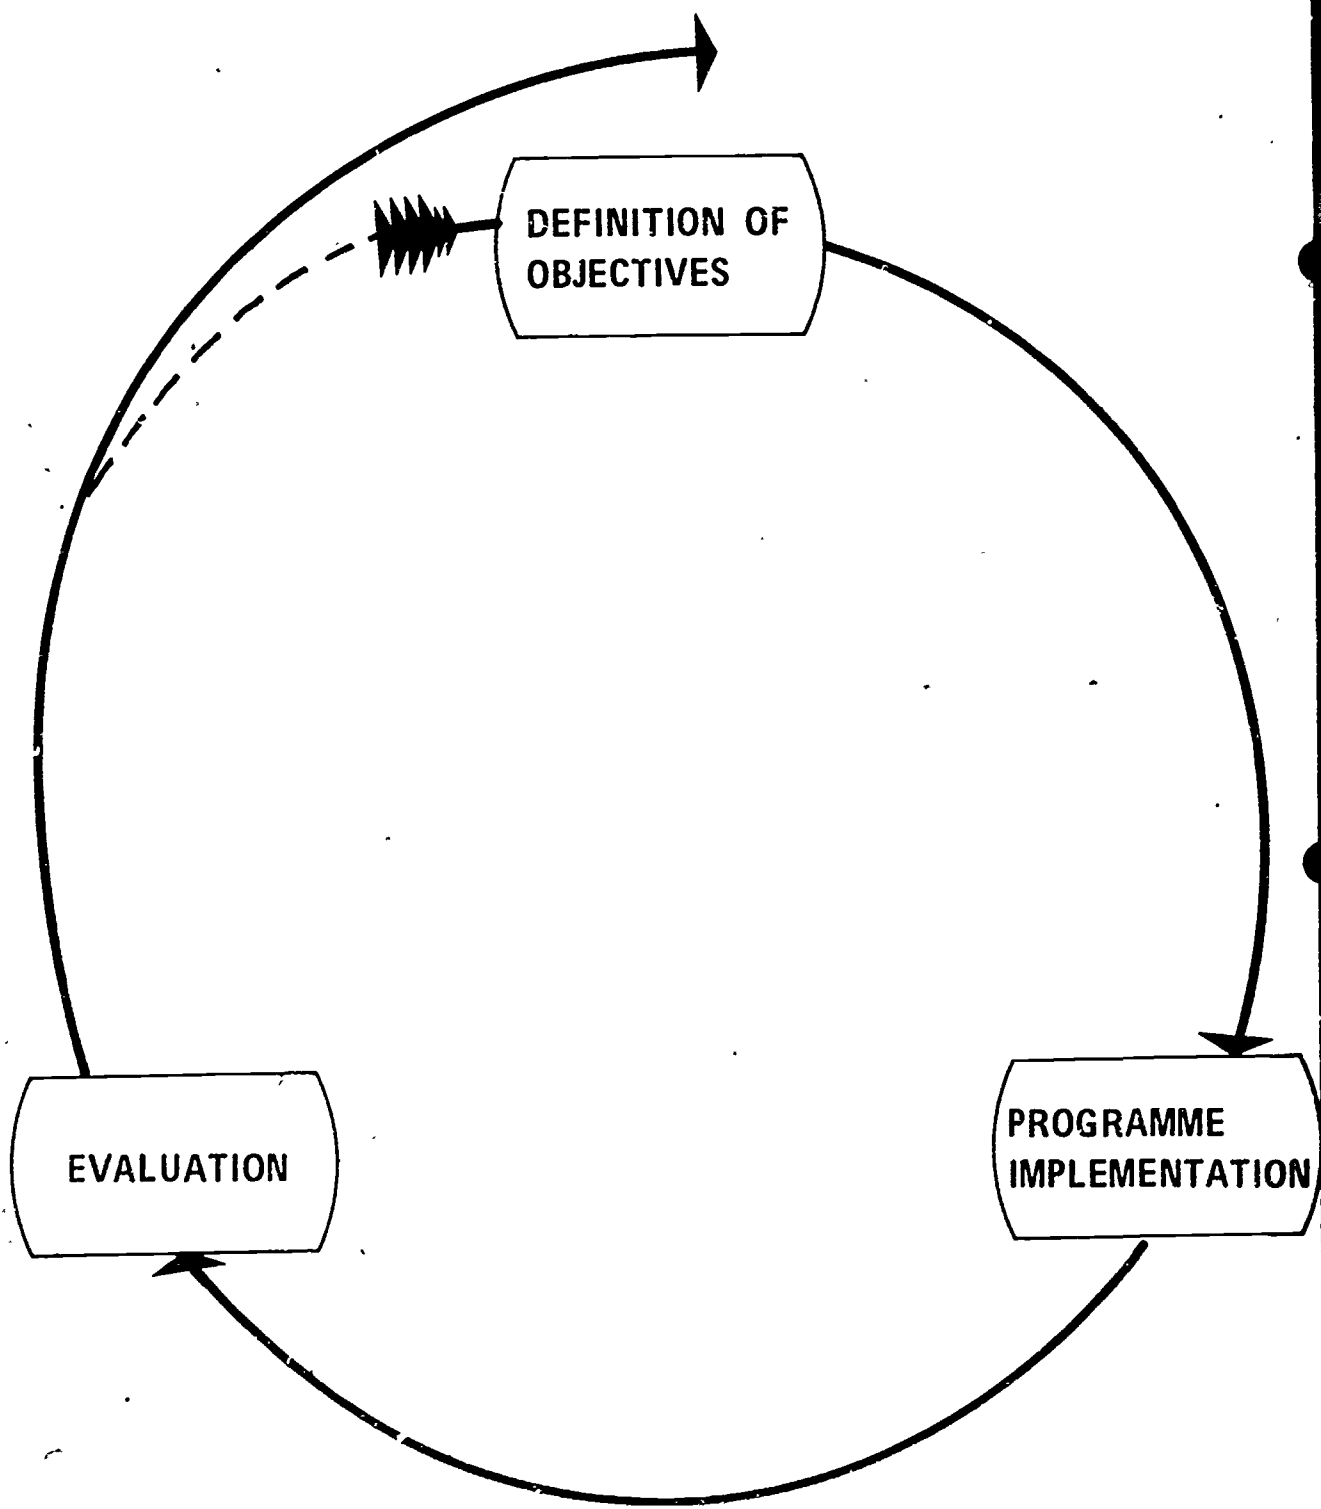 DEFINITION OF
OBJECTIVES
PROGRAMME
IMPLEMENTATION
EVALUATION